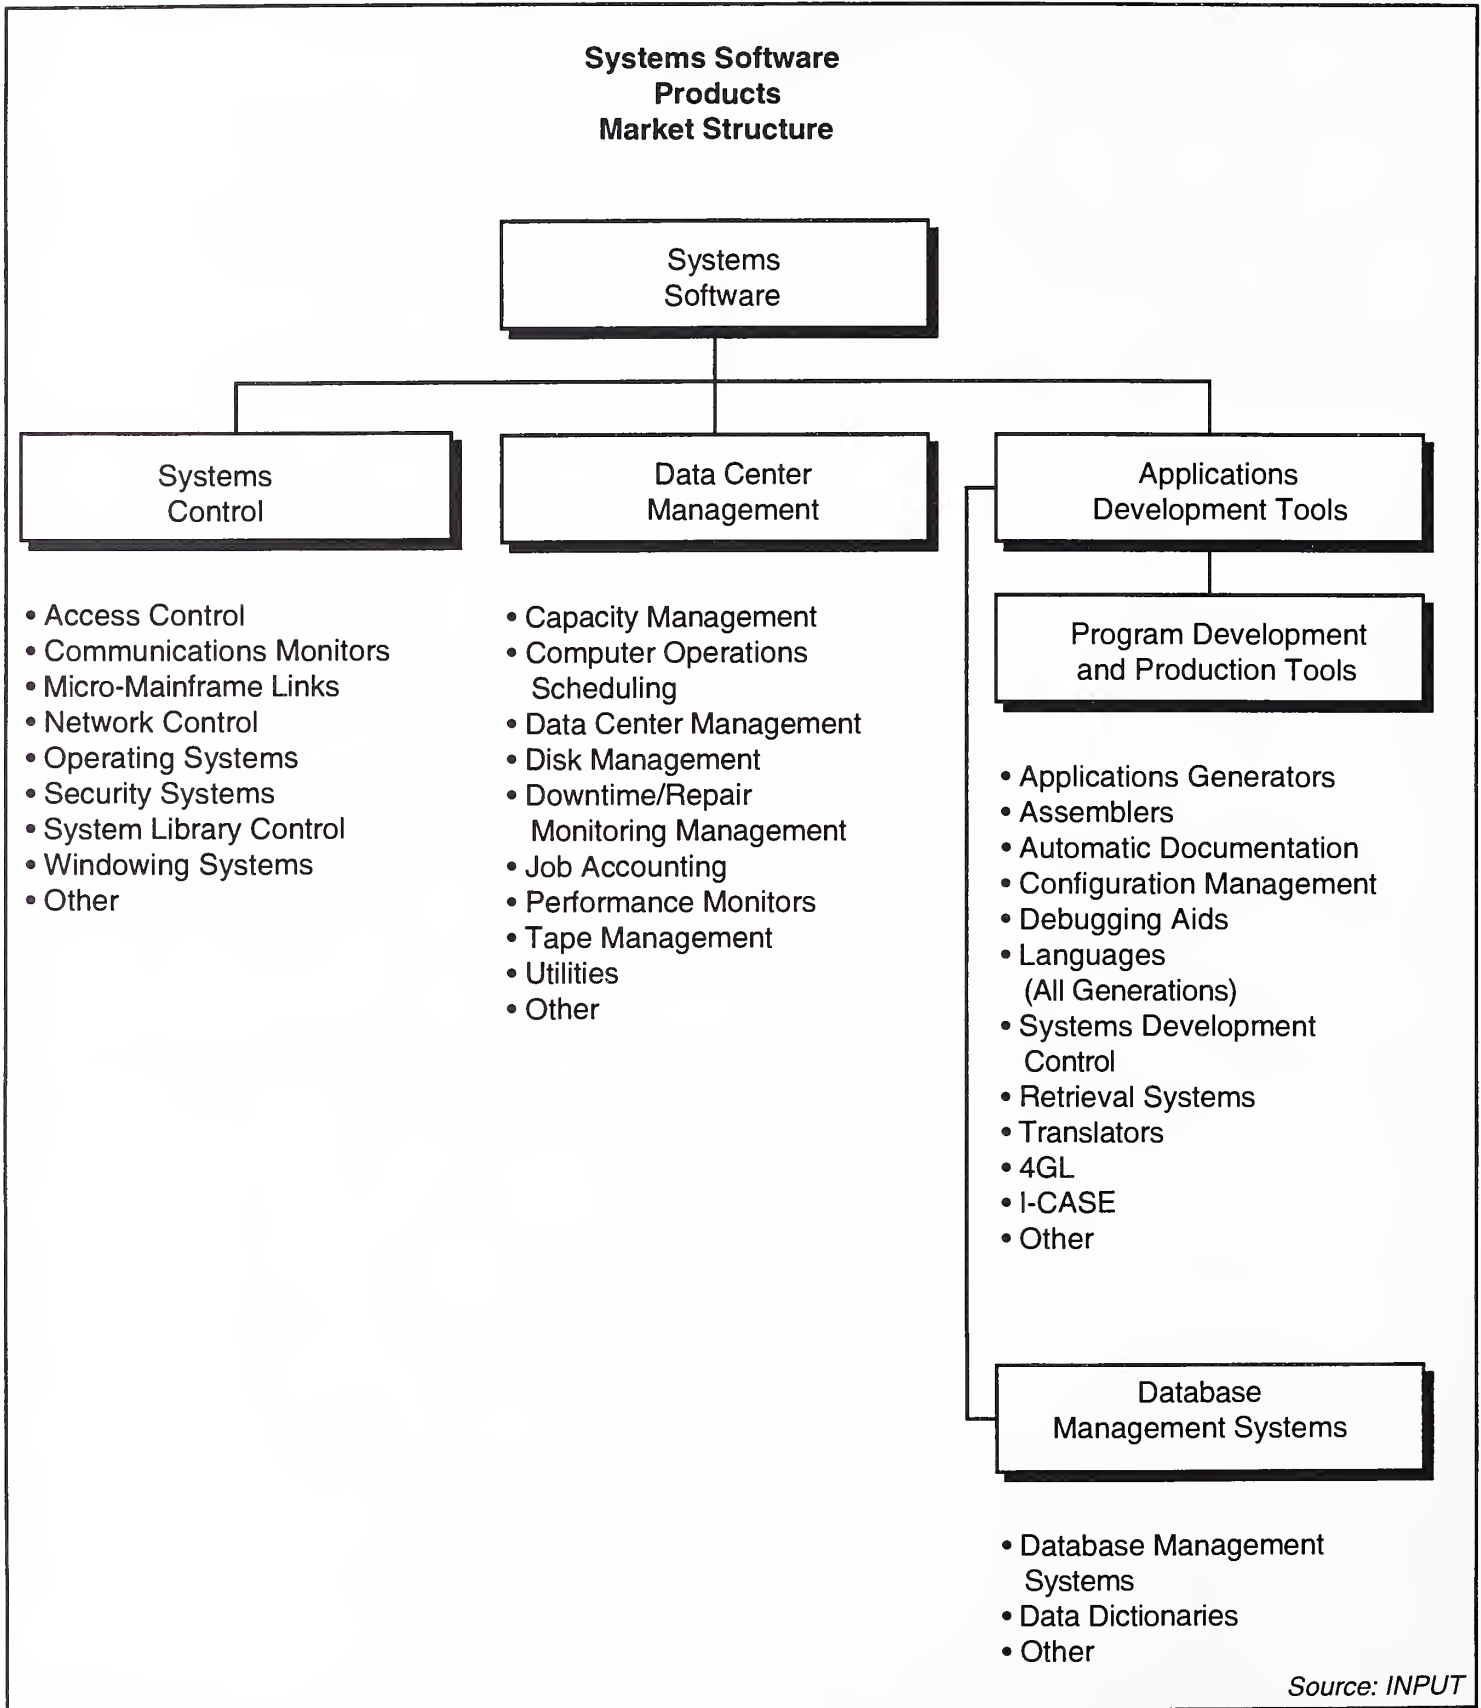 Systems Software
Products
Market Structure
Systems
Software
Systems
Control
• Access Control
• Communications Monitors
• Micro-Mainframe Links
• Network Control
• Operating Systems
• Security Systems
• System Library Control
• Windowing Systems
• Other
Data Center
Management
• Capacity Management
• Computer Operations
Scheduling
• Data Center Management
• Disk Management
• Downtime/Repair
Monitoring Management
• Job Accounting
• Performance Monitors
• Tape Management
• Utilities
• Other
Applications
Development Tools
Program Development
and Production Tools
• Applications Generators
• Assemblers
• Automatic Documentation
• Configuration Management
• Debugging Aids
• Languages
(All Generations)
• Systems Development
Control
• Retrieval Systems
• Translators
• 4GL
• I-CASE
• Other
Database
Management Systems
• Database Management
Systems
• Data Dictionaries
• Other
Source: INPUT